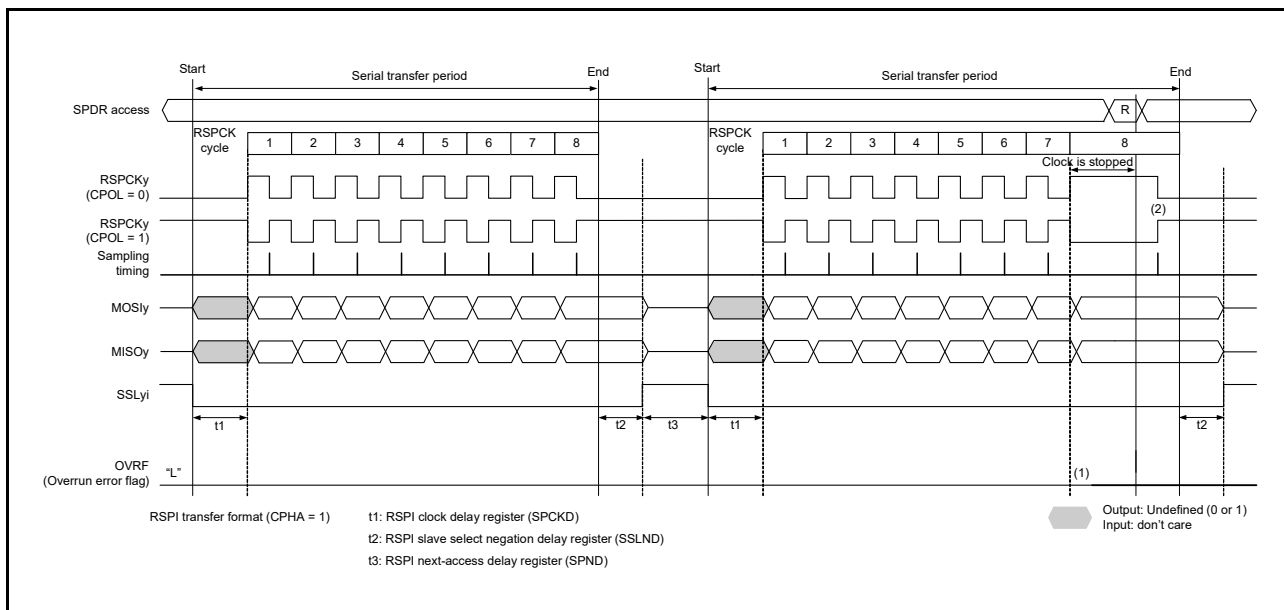 Start
Serial transfer period
End
Start
Serial transfer period
End
SPDR access
R
RSPCK
cycle
1 2 3 4 5 6 7 8
RSPCK
cycle
1 2 3 4 5 6 7 8
Clock is stopped
RSPCKy
(CPOL = 0)
(2)
RSPCKy
(CPOL = 1)
Sampling
timing
MOSIy
MISOy
SSLyi
t1 t2 t3 t1 t2
OVRF
(Overrun error flag)
“L”
(1)
RSPI transfer format (CPHA = 1)
t1: RSPI clock delay register (SPCKD)
t2: RSPI slave select negation delay register (SSLND)
t3: RSPI next-access delay register (SPND)
Output: Undefined (0 or 1)
Input: don’t care